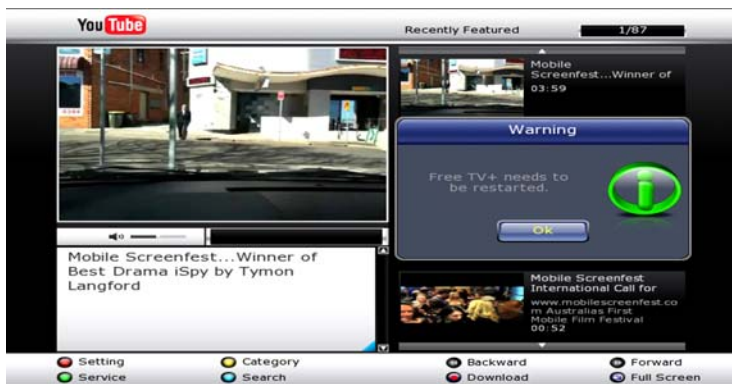 YouTube
Recently Featured
1/87
Mobile
Screenfest...Winner of
03:59
Warning
Free TV+ needs to
be restarted.
Ok
Mobile Screenfest...Winner of
Best Drama iSpy by Tymon
Langford
Mobile Screenfest
International Call for
www.mobilescreenfest.co
m Australias First
Mobile Film Festival
00:52
Setting
Category
Backward
Forward
Service
Search
Download
Full Screen